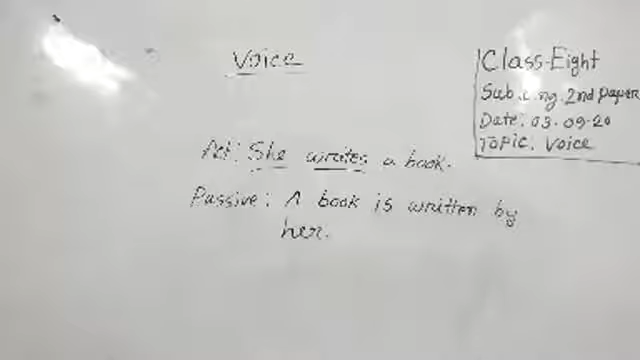 Voice
Class-Eight
Sub: Eng. 2nd paper
Date: 03.09.20
Topic: Voice
Act: She writes a book.
Passive: A book is written by
her.